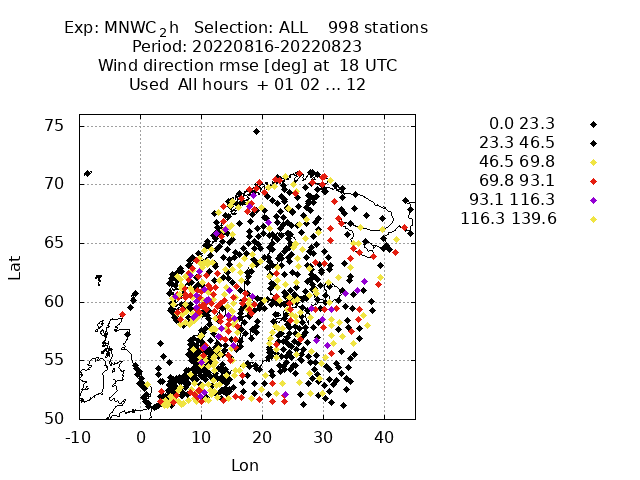 Exp: MNWC_2h Selection: ALL 998 stations
Period: 20220816-20220823
Wind direction rmse [deg] at 18 UTC
Used All hours + 01 02 ... 12
0.0 23.3
23.3 46.5
46.5 69.8
69.8 93.1
93.1 116.3
116.3 139.6
75
70
65
60
55
50
Lat
-10 0 10 20 30 40
Lon